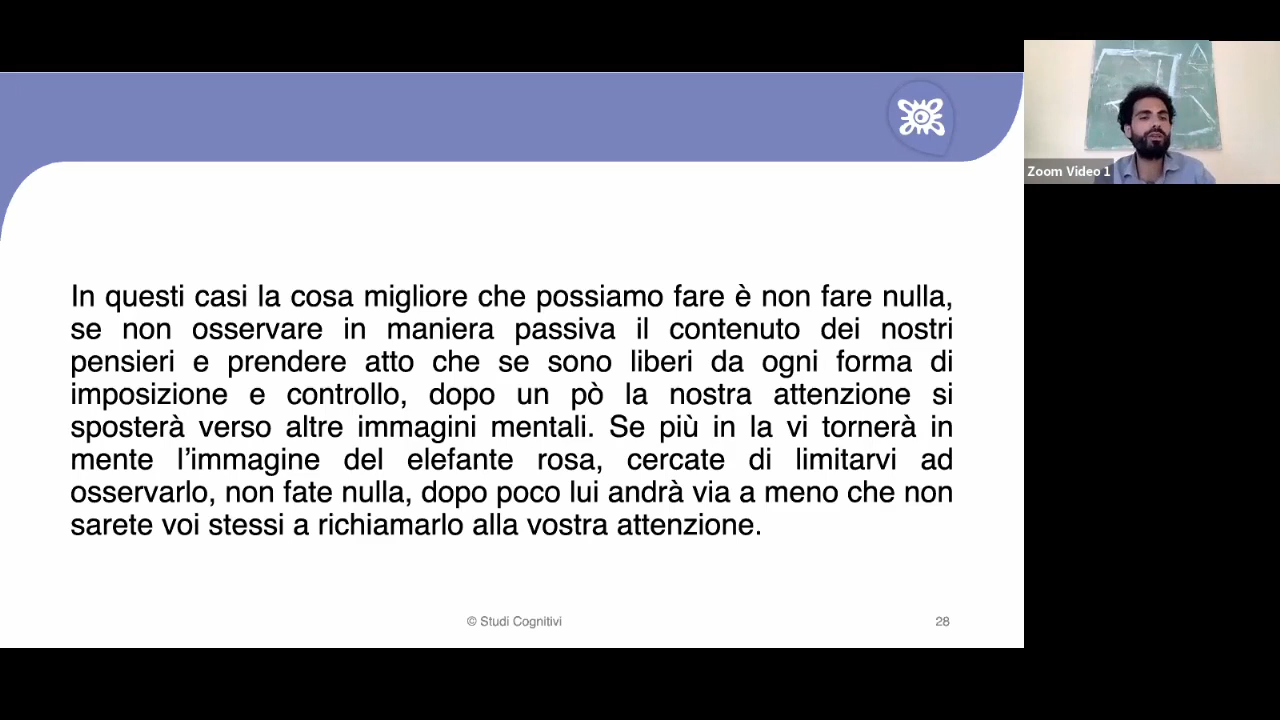 Zoom Video 1
In questi casi la cosa migliore che possiamo fare è non fare nulla,
se non osservare in maniera passiva il contenuto dei nostri
pensieri e prendere atto che se sono liberi da ogni forma di
imposizione e controllo, dopo un pò la nostra attenzione si
sposterà verso altre immagini mentali. Se più in la vi tornerà in
mente l’immagine del elefante rosa, cercate di limitarvi ad
osservarlo, non fate nulla, dopo poco lui andrà via a meno che non
sarete voi stessi a richiamarlo alla vostra attenzione.
© Studi Cognitivi
28